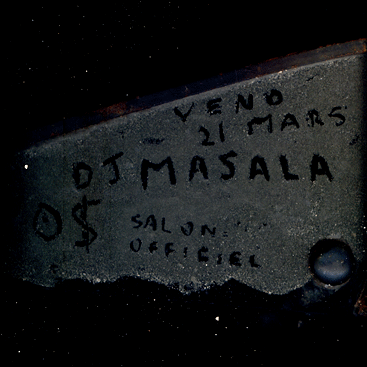 VEND
21 MARS
DJ MASALA
0$
SALON
OFFICIEL